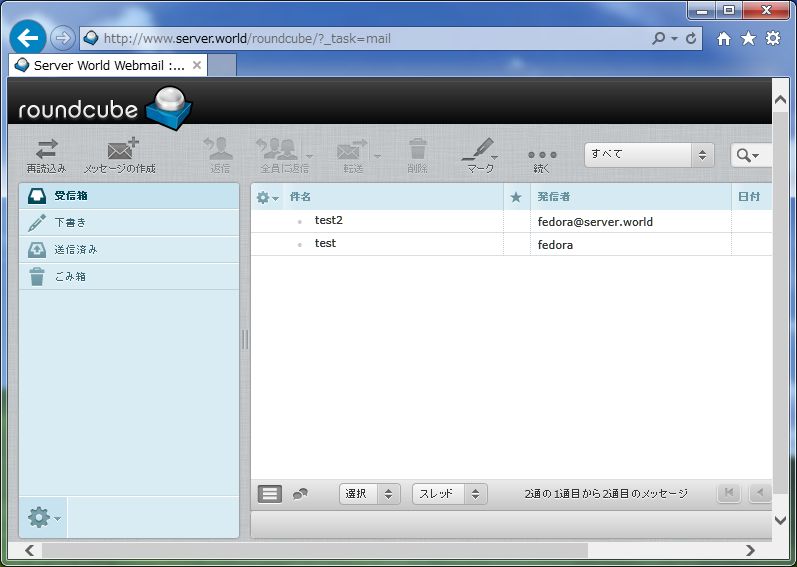 http://www.server.world/roundcube/?_task=mail
Server World Webmail :...
roundcube
再読込み メッセージの作成 返信 全員に返信 転送 削除 マーク 続く すべて
受信箱
下書き
送信済み
ごみ箱
件名 発信者 日付
test2 fedora@server.world
test fedora
選択 スレッド 2通の1通目から2通目のメッセージ